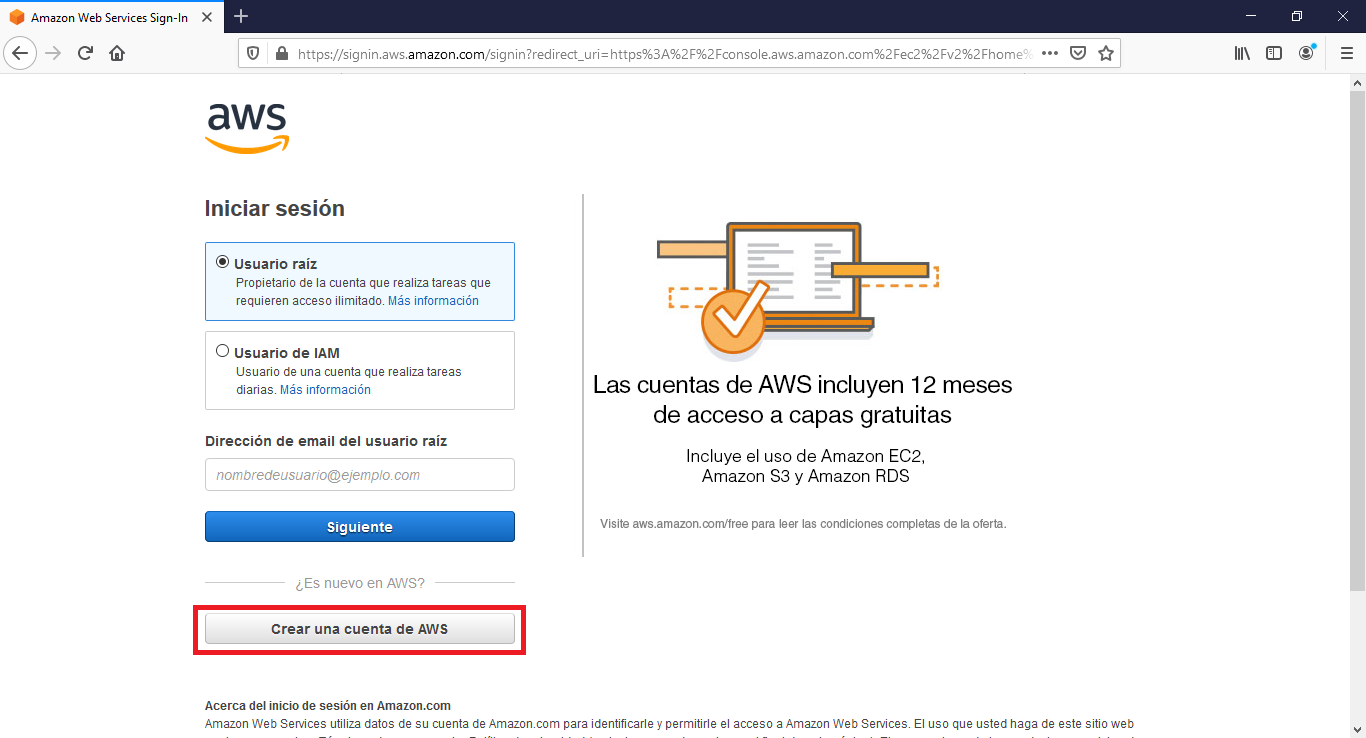 Amazon Web Services Sign-In
https://signin.aws.amazon.com/signin?redirect_uri=https%3A%2F%2Fconsole.aws.amazon.com%2Fec2%2Fv2%2Fhome%
aws
Iniciar sesión
Usuario raíz
Propietario de la cuenta que realiza tareas que
requieren acceso ilimitado. Más información
Usuario de IAM
Usuario de una cuenta que realiza tareas
diarias. Más información
Dirección de email del usuario raíz
nombredeusuario@ejemplo.com
Siguiente
¿Es nuevo en AWS?
Crear una cuenta de AWS
Las cuentas de AWS incluyen 12 meses
de acceso a capas gratuitas
Incluye el uso de Amazon EC2,
Amazon S3 y Amazon RDS
Visite aws.amazon.com/free para leer las condiciones completas de la oferta.
Acerca del inicio de sesión en Amazon.com
Amazon Web Services utiliza datos de su cuenta de Amazon.com para identificarle y permitirle el acceso a Amazon Web Services. El uso que usted haga de este sitio web